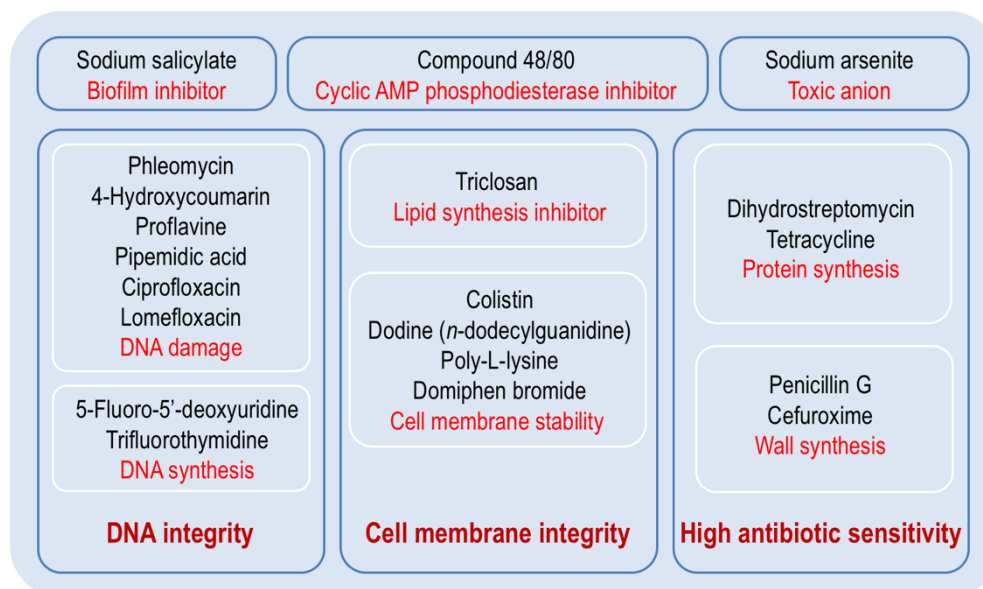 Sodium salicylate
Biofilm inhibitor
Compound 48/80
Cyclic AMP phosphodiesterase inhibitor
Sodium arsenite
Toxic anion
Phleomycin
4-Hydroxycoumarin
Proflavine
Pipemidic acid
Ciprofloxacin
Lomefloxacin
DNA damage
5-Fluoro-5’-deoxyuridine
Trifluorothymidine
DNA synthesis
DNA integrity
Triclosan
Lipid synthesis inhibitor
Colistin
Dodine (n-dodecylguanidine)
Poly-L-lysine
Domiphen bromide
Cell membrane stability
Cell membrane integrity
Dihydrostreptomycin
Tetracycline
Protein synthesis
Penicillin G
Cefuroxime
Wall synthesis
High antibiotic sensitivity